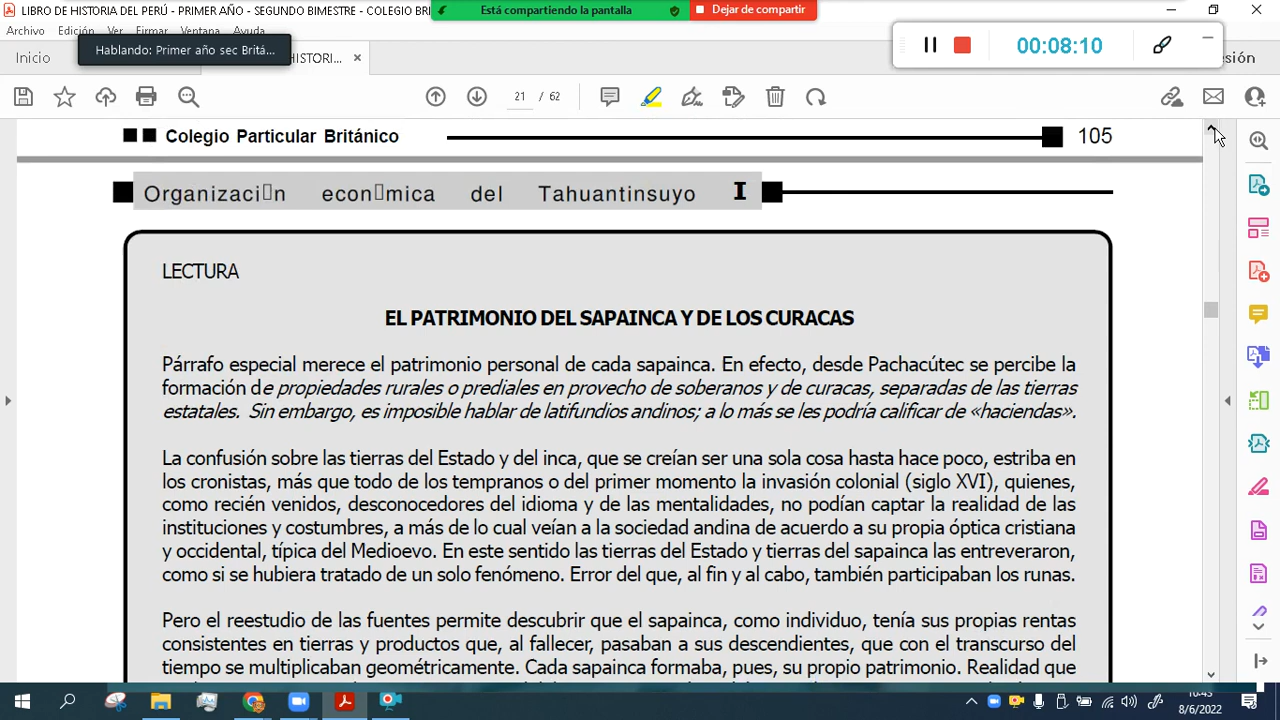 LIBRO DE HISTORIA DEL PERÚ - PRIMER AÑO - SEGUNDO BIMESTRE - COLEGIO BRI
Está compartiendo la pantalla
Dejar de compartir
Archivo Edición Ver Firmar Ventana Ayuda
Hablando: Primer año sec Britá...
00:08:10
Inicio
HISTORI...
sión
21 / 62
Colegio Particular Británico 105
Organizaci▯n econ▯mica del Tahuantinsuyo I
LECTURA
EL PATRIMONIO DEL SAPAINCA Y DE LOS CURACAS
Párrafo especial merece el patrimonio personal de cada sapainca. En efecto, desde Pachacútec se percibe la
formación de propiedades rurales o prediales en provecho de soberanos y de curacas, separadas de las tierras
estatales. Sin embargo, es imposible hablar de latifundios andinos; a lo más se les podría calificar de «haciendas».
La confusión sobre las tierras del Estado y del inca, que se creían ser una sola cosa hasta hace poco, estriba en
los cronistas, más que todo de los tempranos o del primer momento la invasión colonial (siglo XVI), quienes,
como recién venidos, desconocedores del idioma y de las mentalidades, no podían captar la realidad de las
instituciones y costumbres, a más de lo cual veían a la sociedad andina de acuerdo a su propia óptica cristiana
y occidental, típica del Medioevo. En este sentido las tierras del Estado y tierras del sapainca las entreveraron,
como si se hubiera tratado de un solo fenómeno. Error del que, al fin y al cabo, también participaban los runas.
Pero el reestudio de las fuentes permite descubrir que el sapainca, como individuo, tenía sus propias rentas
consistentes en tierras y productos que, al fallecer, pasaban a sus descendientes, que con el transcurso del
tiempo se multiplicaban geométricamente. Cada sapainca formaba, pues, su propio patrimonio. Realidad que
8/6/2022